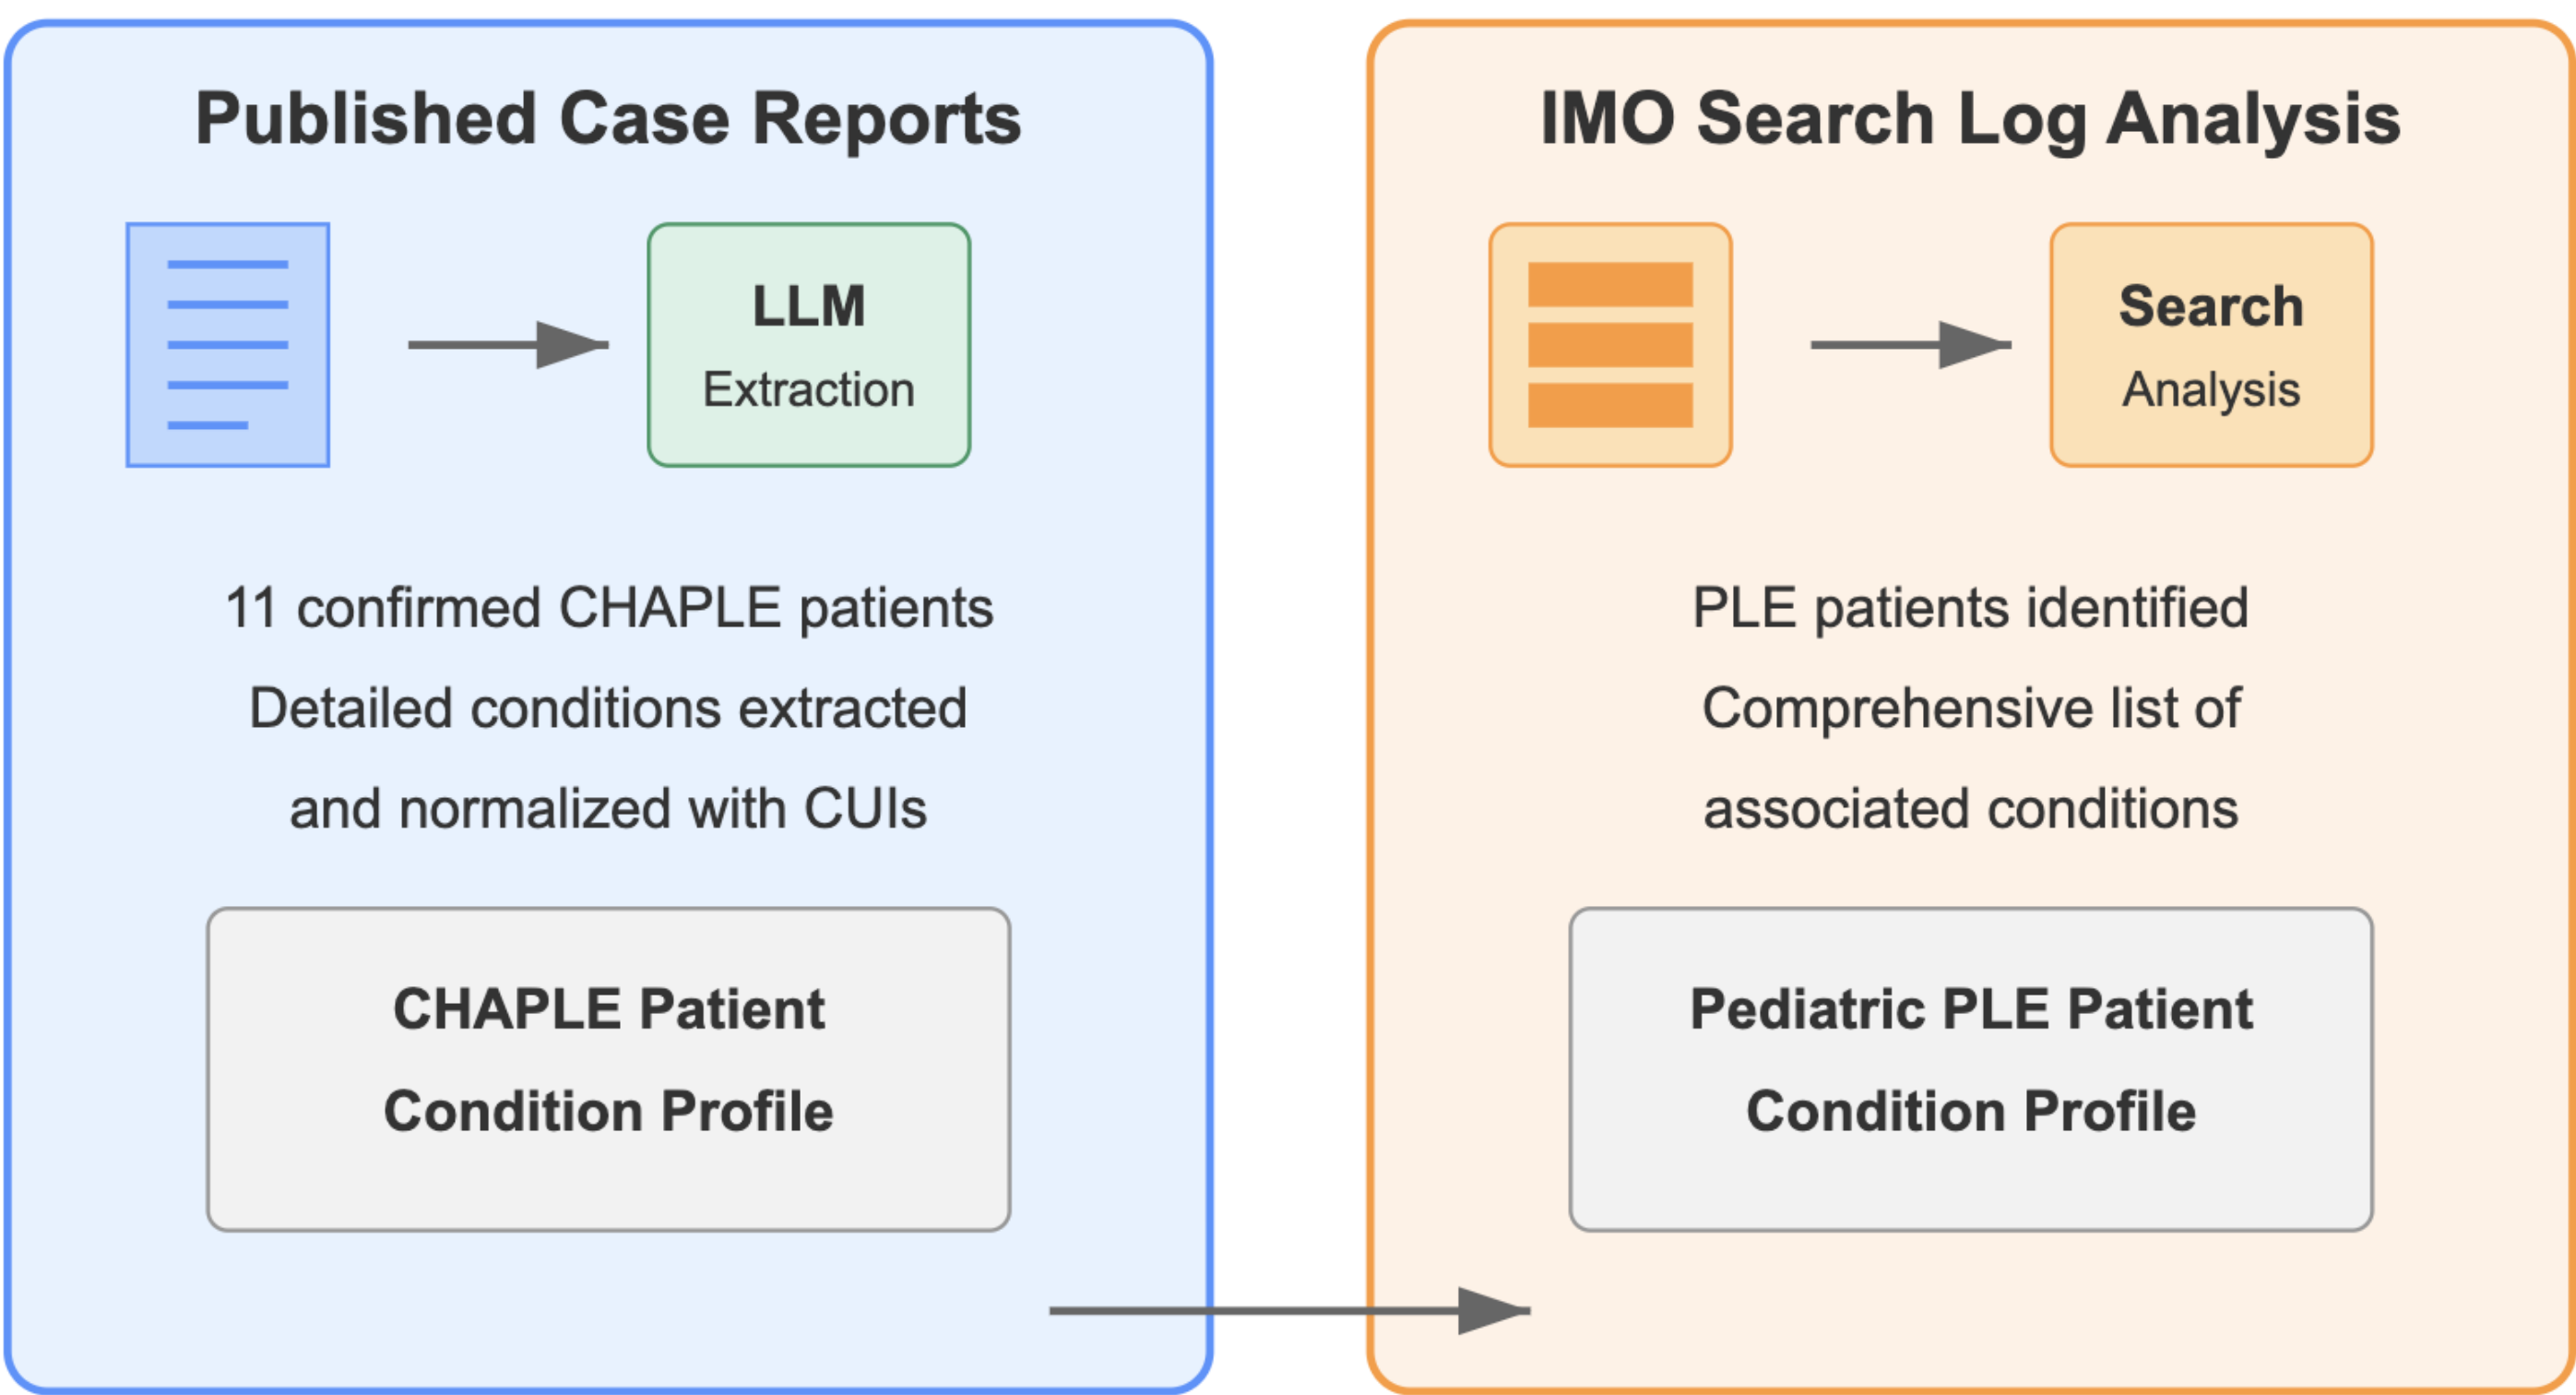 Published Case Reports
LLM
Extraction
11 confirmed CHAPLE patients
Detailed conditions extracted
and normalized with CUIs
CHAPLE Patient
Condition Profile
IMO Search Log Analysis
Search
Analysis
PLE patients identified
Comprehensive list of
associated conditions
Pediatric PLE Patient
Condition Profile